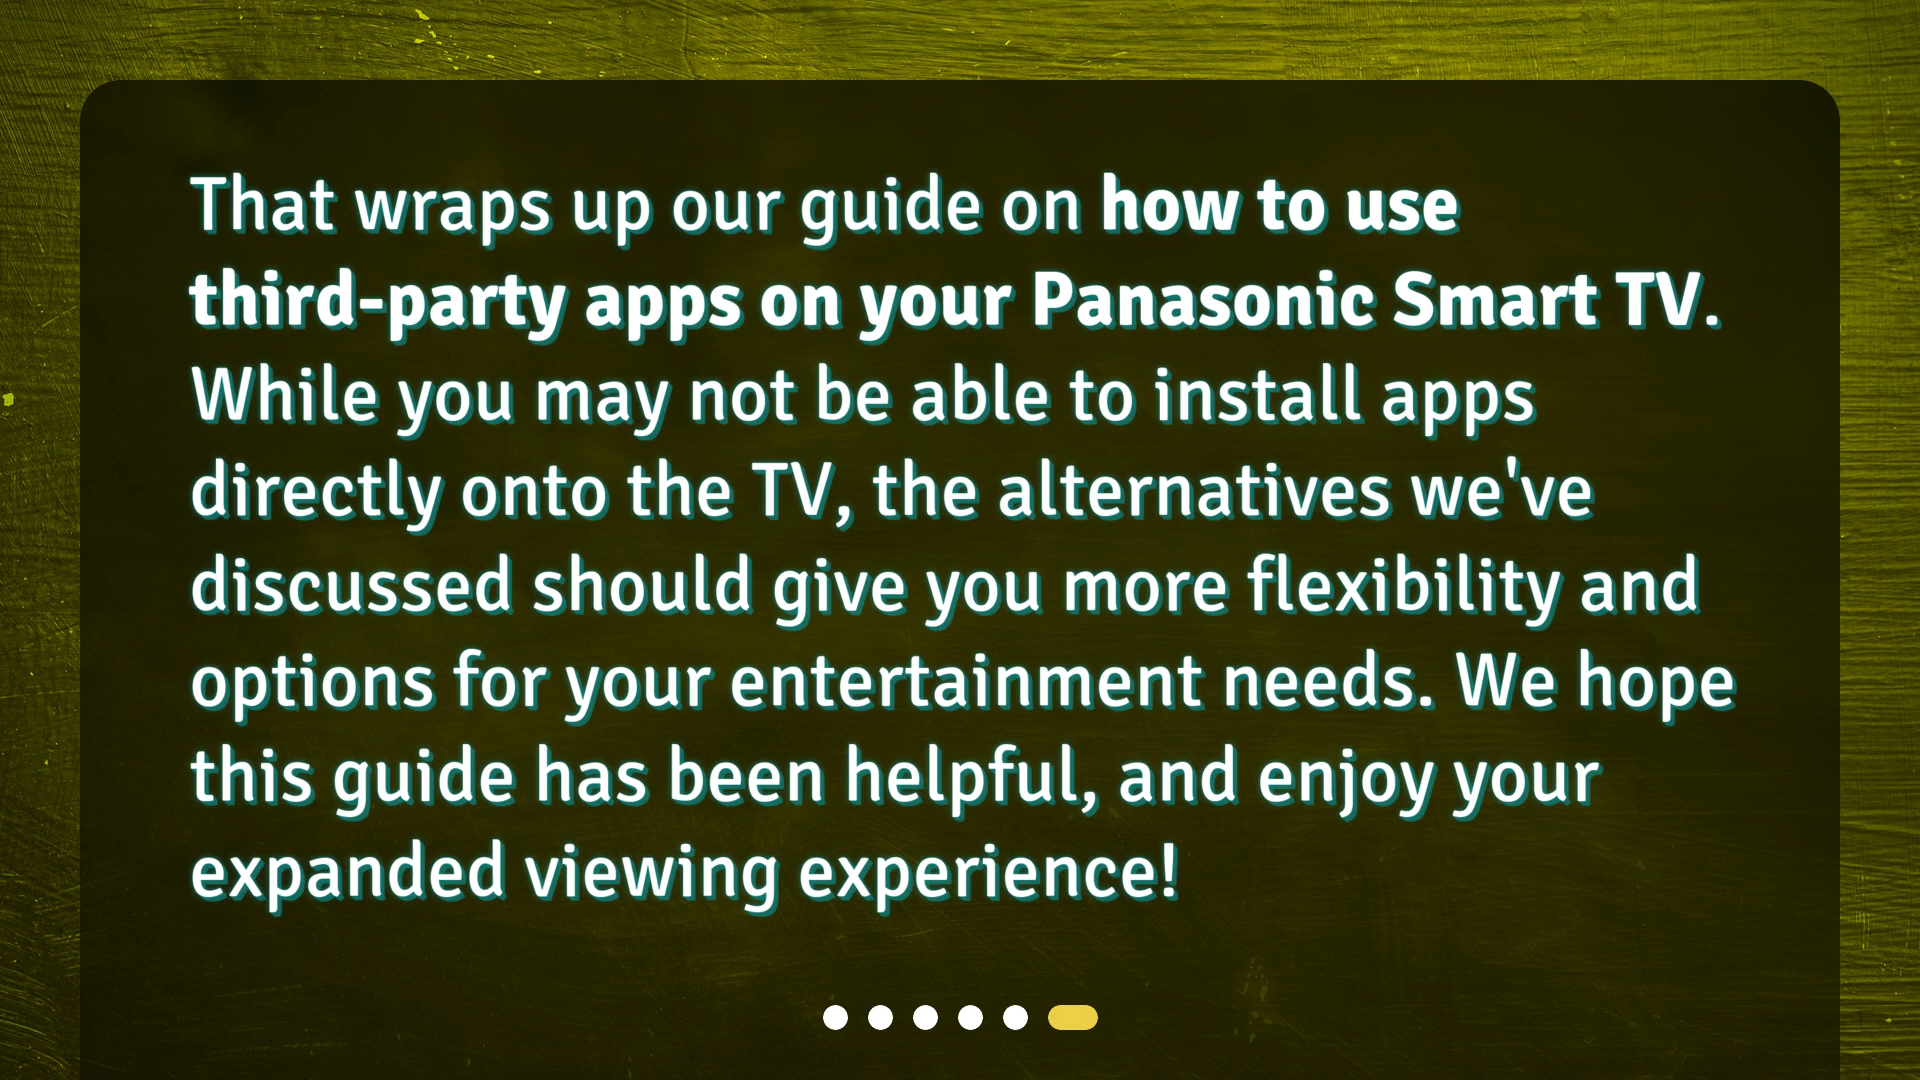 That wraps up our guide on how to use
third-party apps on your Panasonic Smart TV.
While you may not be able to install apps
directly onto the TV, the alternatives we've
discussed should give you more flexibility and
options for your entertainment needs. We hope
this guide has been helpful, and enjoy your
expanded viewing experience!